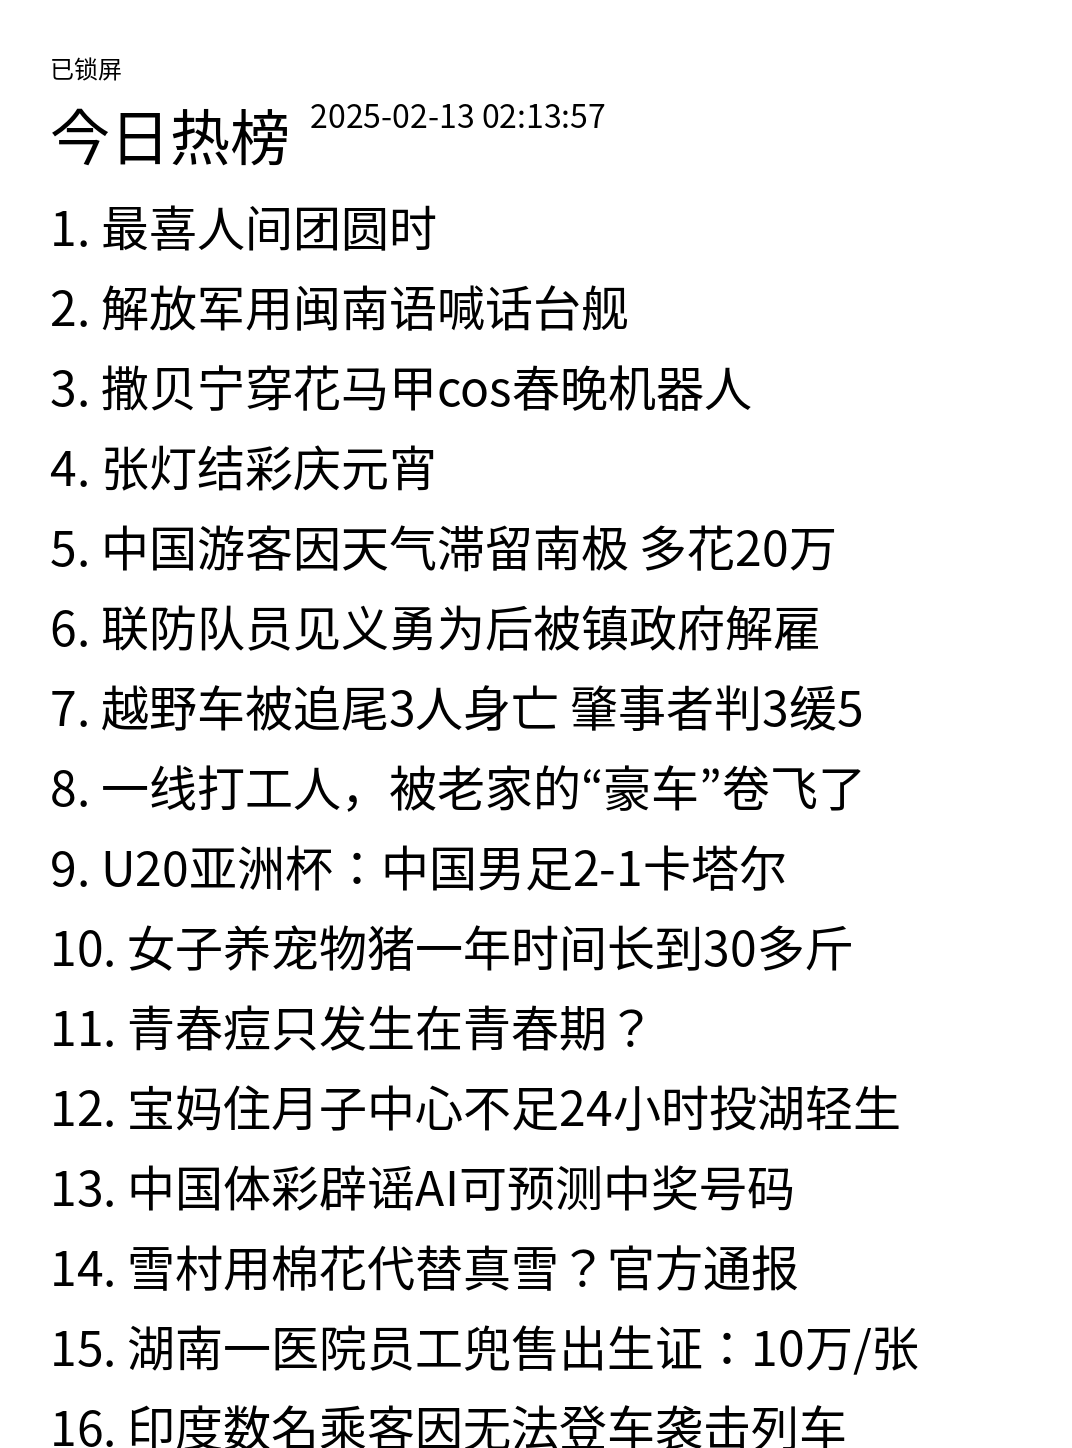 已锁屏
今日热榜 2025-02-13 02:13:57
1. 最喜人间团圆时
2. 解放军用闽南语喊话台舰
3. 撒贝宁穿花马甲cos春晚机器人
4. 张灯结彩庆元宵
5. 中国游客因天气滞留南极 多花20万
6. 联防队员见义勇为后被镇政府解雇
7. 越野车被追尾3人身亡 肇事者判3缓5
8. 一线打工人，被老家的“豪车”卷飞了
9. U20亚洲杯：中国男足2-1卡塔尔
10. 女子养宠物猪一年时间长到30多斤
11. 青春痘只发生在青春期？
12. 宝妈住月子中心不足24小时投湖轻生
13. 中国体彩辟谣AI可预测中奖号码
14. 雪村用棉花代替真雪？官方通报
15. 湖南一医院员工兜售出生证：10万/张
16. 印度数名乘客因无法登车袭击列车